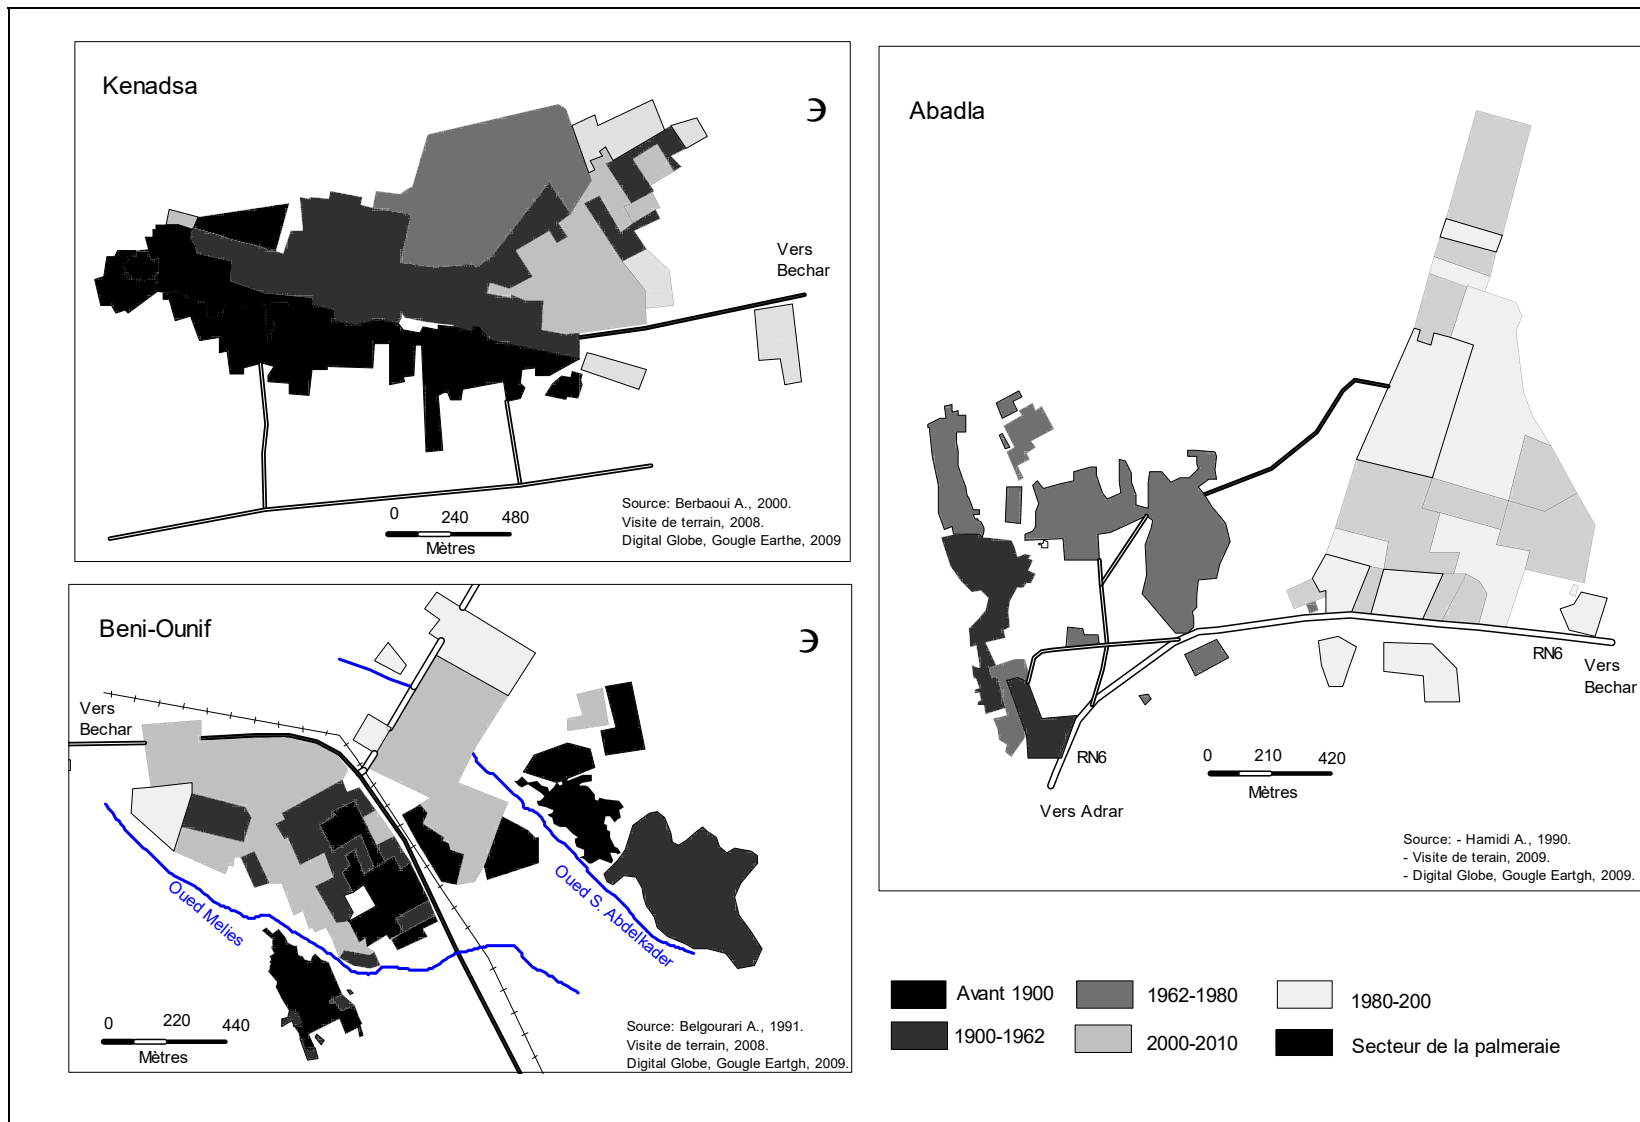 Kenadsa
Vers
Bechar
0 240 480
Mètres
Source: Berbaoui A., 2000.
Visite de terrain, 2008.
Digital Globe, Gougle Earthe, 2009
Abadla
RN6
Vers
Bechar
RN6
Vers Adrar
0 210 420
Mètres
Source: - Hamidi A., 1990.
- Visite de terain, 2009.
- Digital Globe, Gougle Eartgh, 2009.
Beni-Ounif
Vers
Bechar
Oued Melies
Oued S. Abdelkader
0 220 440
Mètres
Source: Belgourari A., 1991.
Visite de terrain, 2008.
Digital Globe, Gougle Eartgh, 2009.
Avant 1900
1962-1980
1980-200
1900-1962
2000-2010
Secteur de la palmeraie